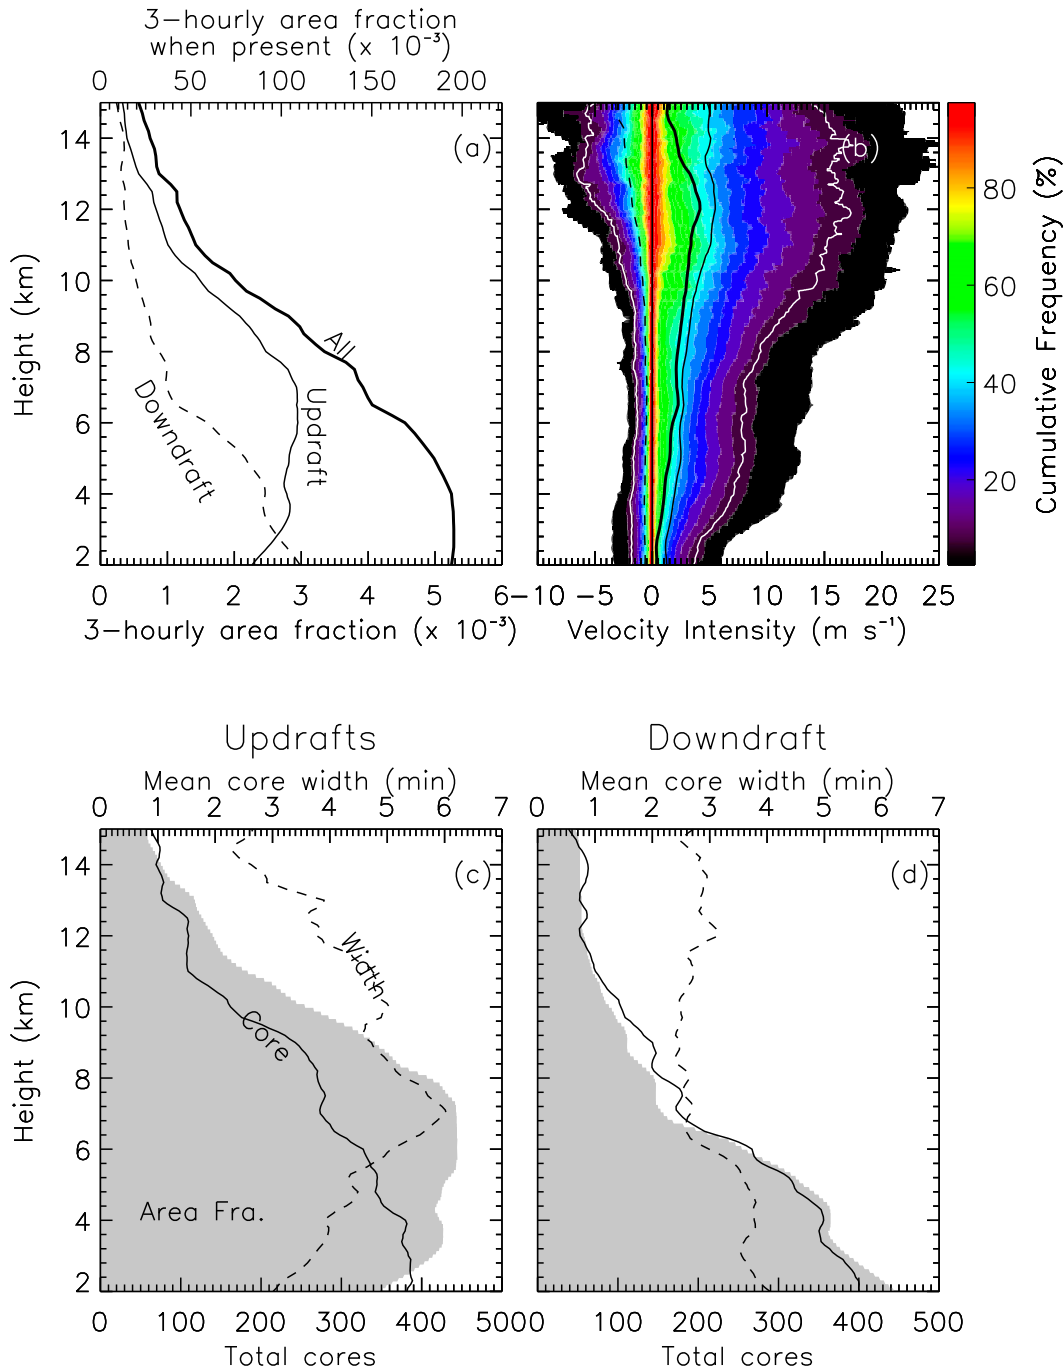 3-hourly area fraction
when present (x 10⁻³)
0 50 100 150 200
14
12
10
8
6
4
2
Height (km)
(a)
All
Updraft
Downdraft
0 1 2 3 4 5 6
3-hourly area fraction (x 10⁻³)
(b)
-10 -5 0 5 10 15 20 25
Velocity Intensity (m s⁻¹)
80
60
40
20
Cumulative Frequency (%)
Updrafts
Mean core width (min)
0 1 2 3 4 5 6 7
14
12
10
8
6
4
2
Height (km)
(c)
Width
Core
Area Fra.
0 100 200 300 400 500
Total cores
Downdraft
Mean core width (min)
0 1 2 3 4 5 6 7
(d)
0 100 200 300 400 500
Total cores